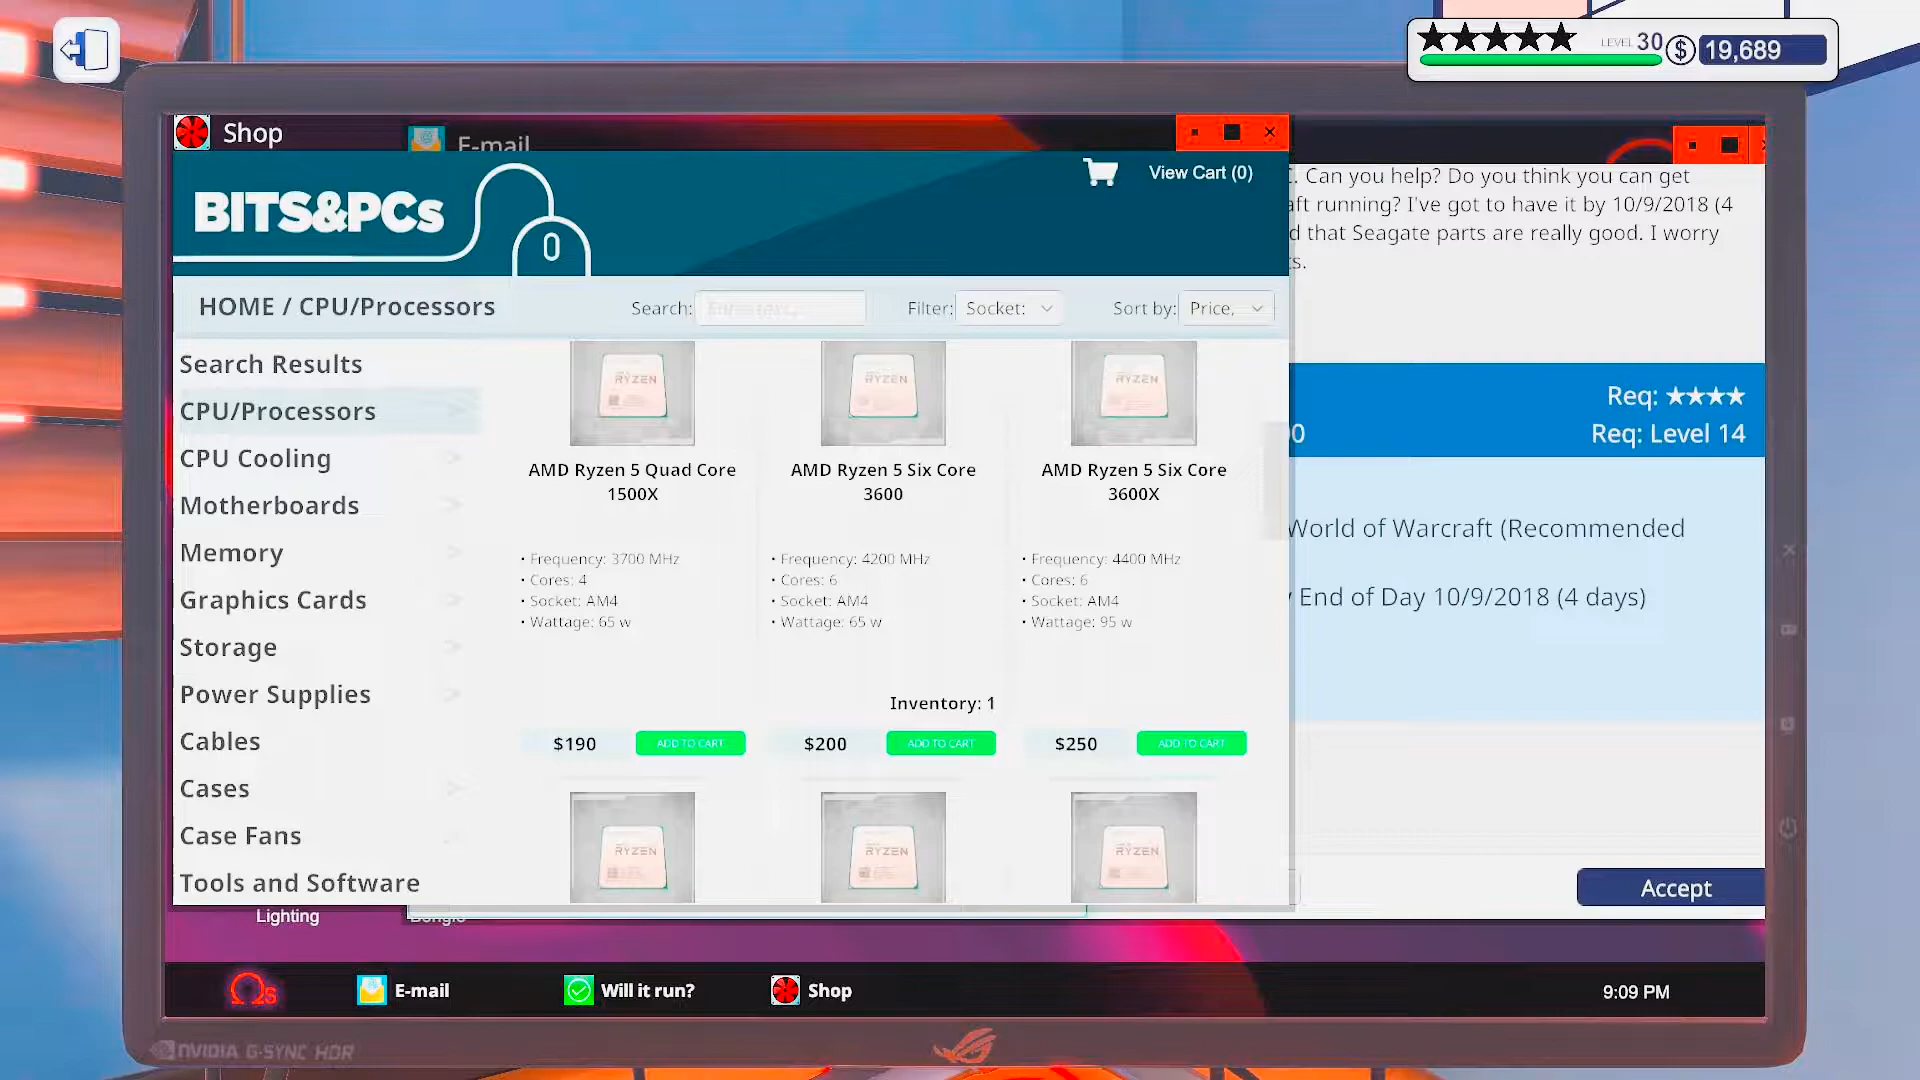 LEVEL 30
$ 19,689
Shop
E-mail
BITS&PCs
View Cart (0)
. Can you help? Do you think you can get
aft running? I've got to have it by 10/9/2018 (4
d that Seagate parts are really good. I worry
ts.
HOME / CPU/Processors
Search:
Filter:
Socket:
Sort by:
Price,
Search Results
CPU/Processors
CPU Cooling
Motherboards
Memory
Graphics Cards
Storage
Power Supplies
Cables
Cases
Case Fans
Tools and Software
RYZEN
RYZEN
RYZEN
AMD Ryzen 5 Quad Core
1500X
AMD Ryzen 5 Six Core
3600
AMD Ryzen 5 Six Core
3600X
• Frequency: 3700 MHz
• Cores: 4
• Socket: AM4
• Wattage: 65 w
• Frequency: 4200 MHz
• Cores: 6
• Socket: AM4
• Wattage: 65 w
• Frequency: 4400 MHz
• Cores: 6
• Socket: AM4
• Wattage: 95 w
Inventory: 1
$190
ADD TO CART
$200
ADD TO CART
$250
ADD TO CART
RYZEN
RYZEN
RYZEN
Req: ★★★★
Req: Level 14
World of Warcraft (Recommended
End of Day 10/9/2018 (4 days)
Accept
Lighting
Dongle
E-mail
Will it run?
Shop
9:09 PM
NVIDIA G-SYNC HDR